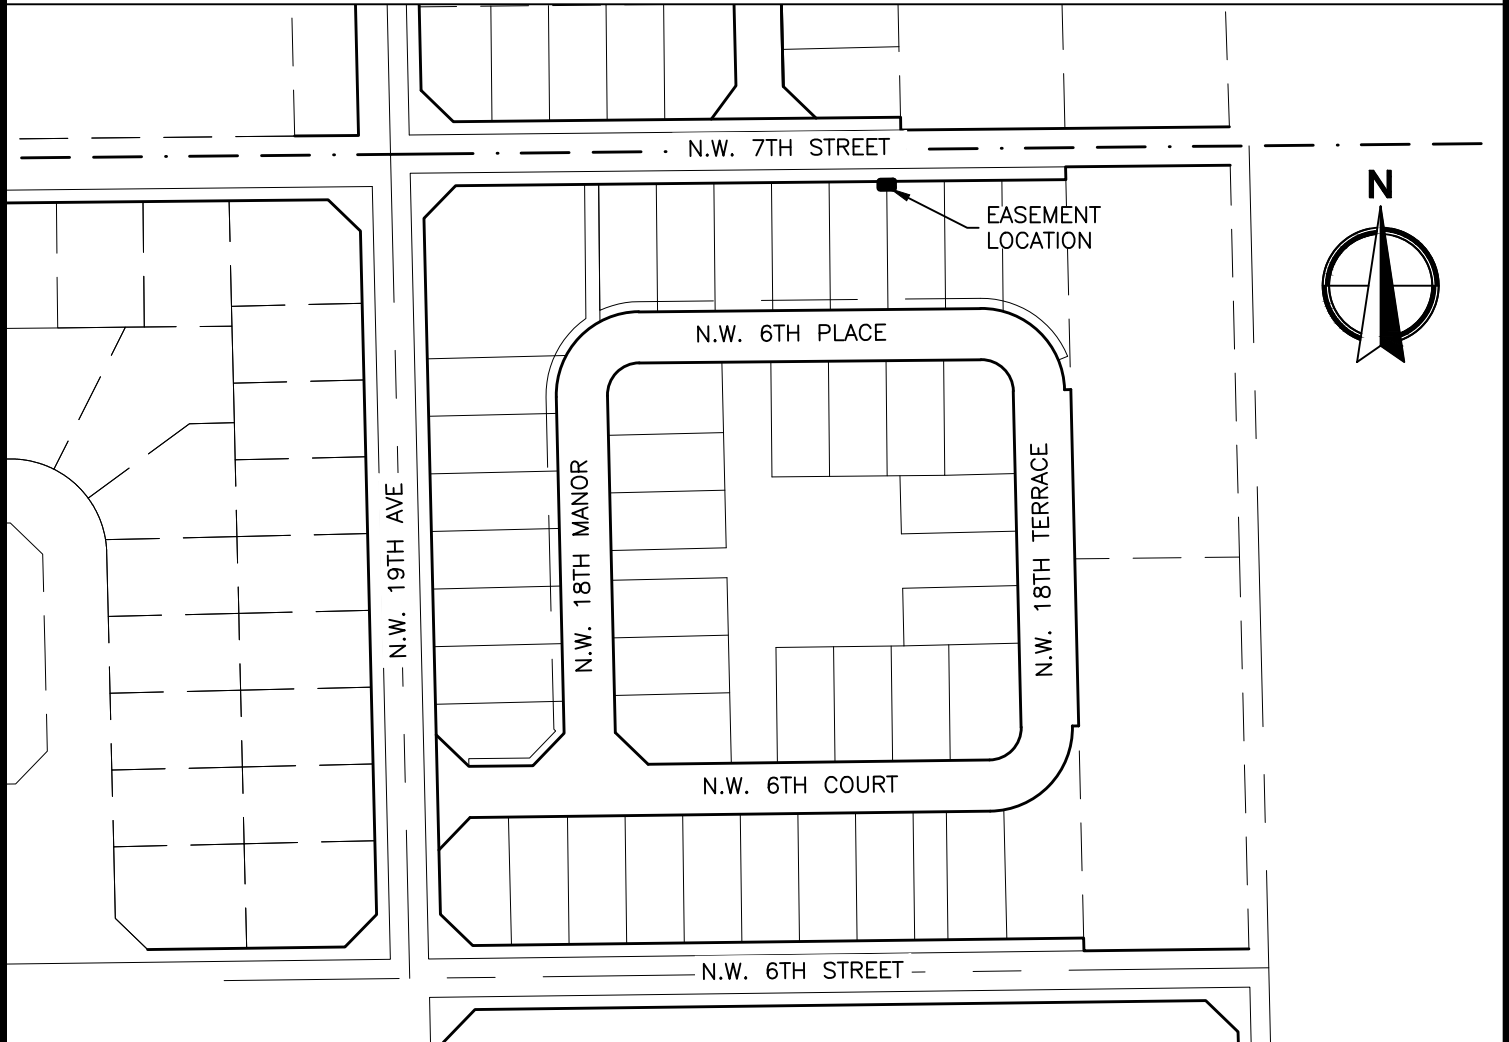 N.W. 7TH STREET
N
EASEMENT
LOCATION
N.W. 6TH PLACE
N.W. 19TH AVE
N.W. 18TH MANOR
N.W. 18TH TERRACE
N.W. 6TH COURT
N.W. 6TH STREET